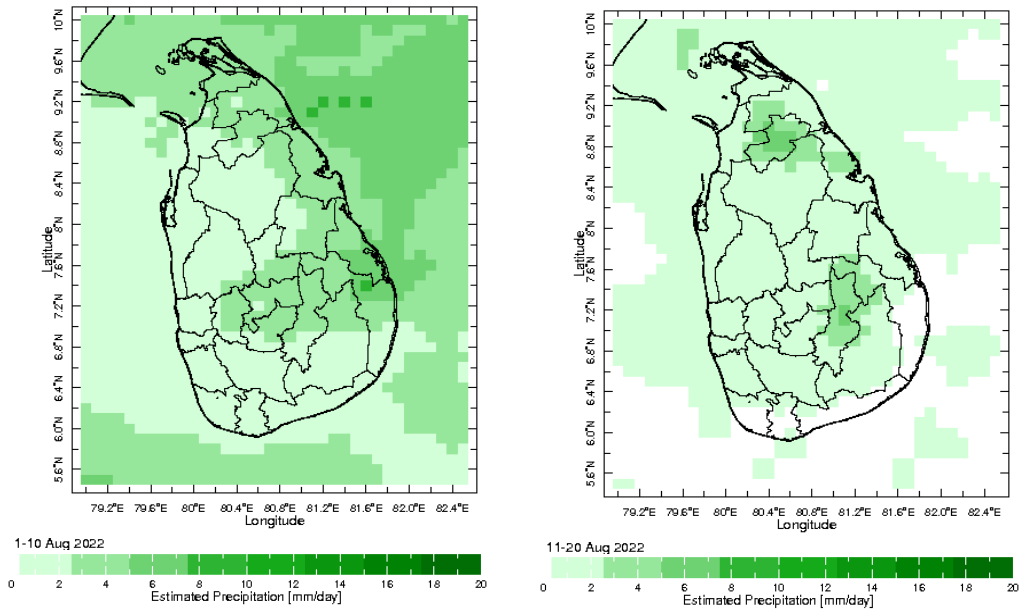 10°N
9.6°N
9.2°N
8.8°N
8.4°N
8°N
7.6°N
7.2°N
6.8°N
6.4°N
6.0°N
5.6°N
Latitude
79.2°E 79.6°E 80°E 80.4°E 80.8°E 81.2°E 81.6°E 82.0°E 82.4°E
Longitude
1-10 Aug 2022
0 2 4 6 8 10 12 14 16 18 20
Estimated Precipitation [mm/day]
10°N
9.6°N
9.2°N
8.8°N
8.4°N
8°N
7.6°N
7.2°N
6.8°N
6.4°N
6.0°N
5.6°N
Latitude
79.2°E 79.6°E 80°E 80.4°E 80.8°E 81.2°E 81.6°E 82.0°E 82.4°E
Longitude
11-20 Aug 2022
0 2 4 6 8 10 12 14 16 18 20
Estimated Precipitation [mm/day]